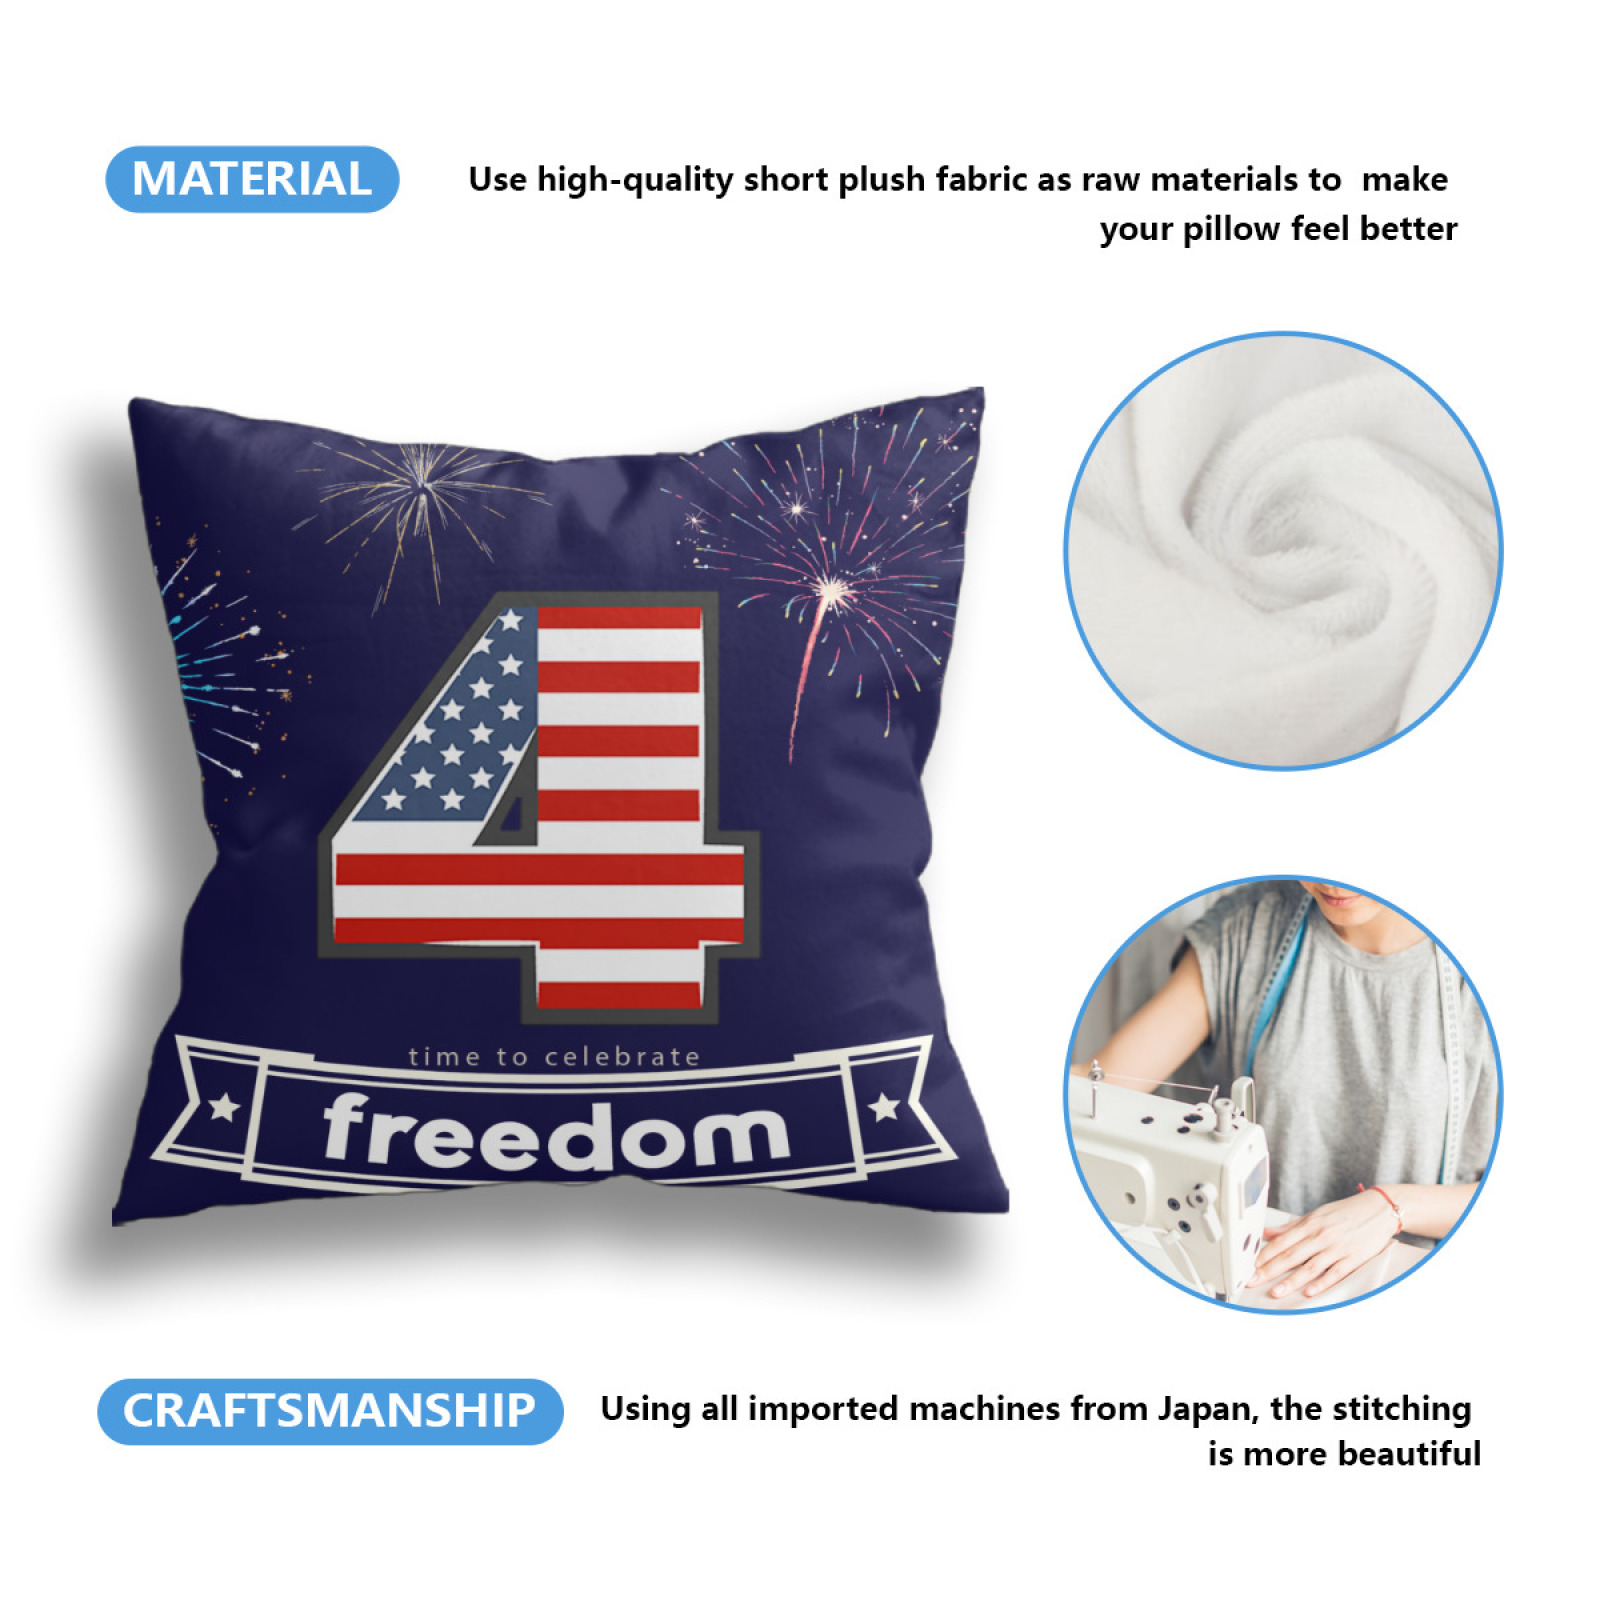 MATERIAL
Use high-quality short plush fabric as raw materials to make
your pillow feel better
4
time to celebrate
freedom
CRAFTSMANSHIP
Using all imported machines from Japan, the stitching
is more beautiful